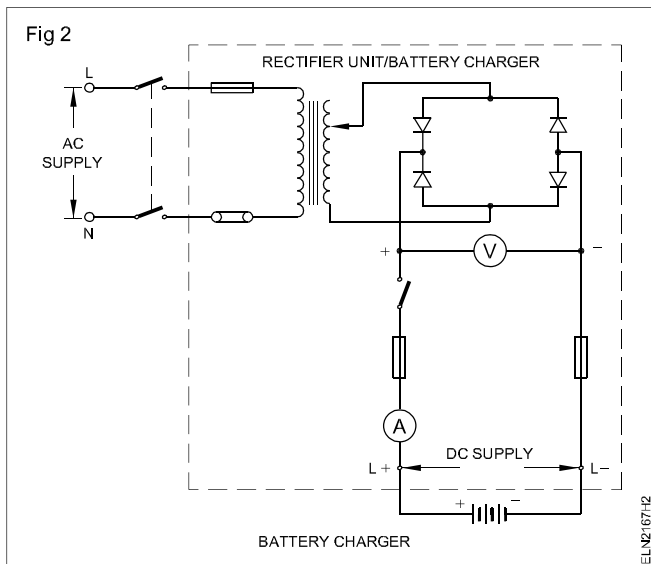 Fig 2
RECTIFIER UNIT/BATTERY CHARGER
L
AC
SUPPLY
N
+
V
–
A
L +
DC SUPPLY
L–
+
–
BATTERY CHARGER
ELN2167H2